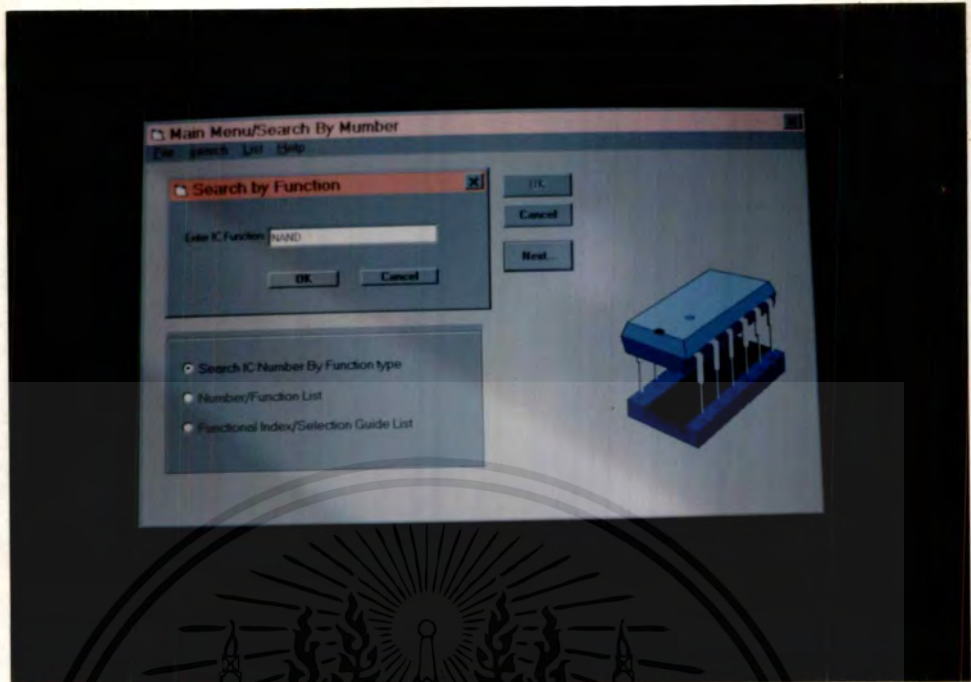 Main Menu/Search By Mumber
File Search List Help
Search by Function
Enter IC Function NAND
OK Cancel
OK
Cancel
Next...
Search IC Number By Function type
Number/Function List
Functional Index/Selection Guide List